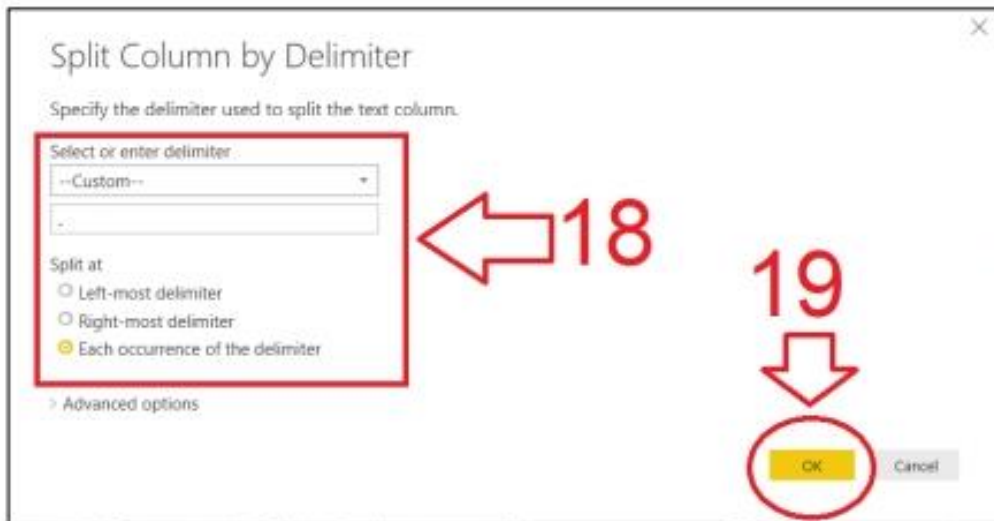 Split Column by Delimiter
Specify the delimiter used to split the text column.
Select or enter delimiter
--Custom--
Split at
Left-most delimiter
Right-most delimiter
Each occurrence of the delimiter
Advanced options
18
19
OK
Cancel